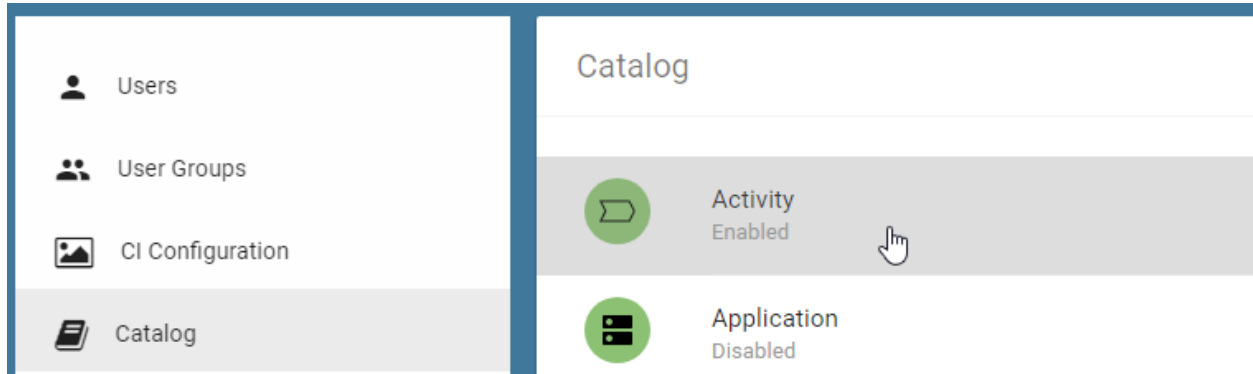 Users
User Groups
CI Configuration
Catalog
Catalog
Activity
Enabled
Application
Disabled